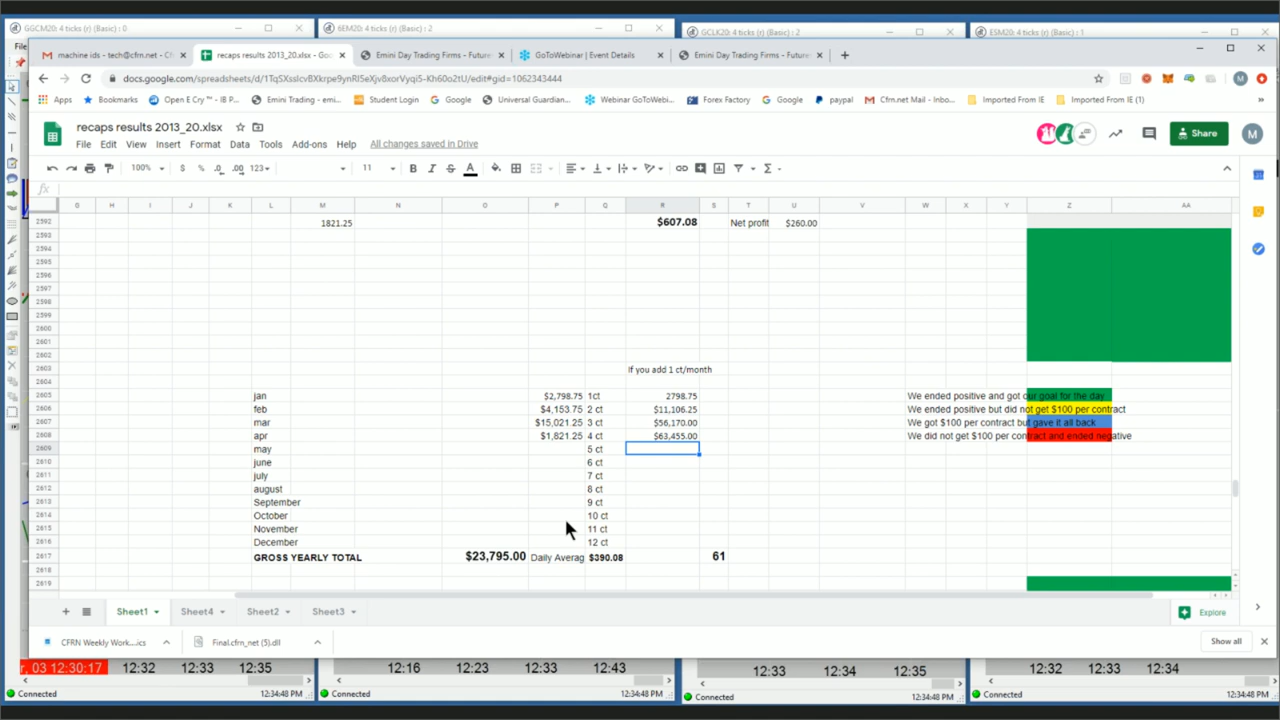 GGCM20: 4 ticks (r) (Basic) : 0
6EM20: 4 ticks (r) (Basic) : 2
GCLK20: 4 ticks (r) (Basic) : 2
ESM20: 4 ticks (r) (Basic) : 1
File
machine ids - tech@cfrn.net - CF
recaps results 2013_20.xlsx - Goo
Emini Day Trading Firms - Future
GoToWebinar | Event Details
Emini Day Trading Firms - Future
Apps
Bookmarks
Open E Cry ™ -IB P...
Emini Trading - emi...
Student Login
Google
Universal Guardian...
Webinar GoToWebi...
Forex Factory
Google
paypal
Cfrn.net Mail - Inbo...
Imported From IE
Imported From IE (1)
recaps results 2013_20.xlsx
File Edit View Insert Format Data Tools Add-ons Help All changes saved in Drive
Share
M
100% $ % .0 .00 123 11 B I S A
fx
G H I J K L M N O P Q R S T U V W X Y Z AA
2592 1821.25 $607.08 Net profit $260.00
2593
2594
2595
2596
2597
2598
2599
2600
2601
2602
2603 If you add 1 ct/month
2604
2605 jan $2,798.75 1ct 2798.75 We ended positive and got our goal for the day
2606 feb $4,153.75 2 ct $11,106.25 We ended positive but did not get $100 per contract
2607 mar $15,021.25 3 ct $56,170.00 We got $100 per contract but gave it all back
2608 apr $1,821.25 4 ct $63,455.00 We did not get $100 per contract and ended negative
2609 may 5 ct
2610 june 6 ct
2611 july 7 ct
2612 august 8 ct
2613 September 9 ct
2614 October 10 ct
2615 November 11 ct
2616 December 12 ct
2617 GROSS YEARLY TOTAL $23,795.00 Daily Averag $390.08 61
2618
2619
Sheet1 Sheet4 Sheet2 Sheet3 Explore
CFRN Weekly Work....ics
Final.cfrn_net (5).dll
Show all
r, 03 12:30:17 12:32 12:33 12:35
12:16 12:23 12:33 12:43
12:33 12:34 12:35
12:32 12:33 12:34
Connected 12:34:48 PM
Connected 12:34:48 PM
Connected 12:34:48 PM
Connected 12:34:48 PM